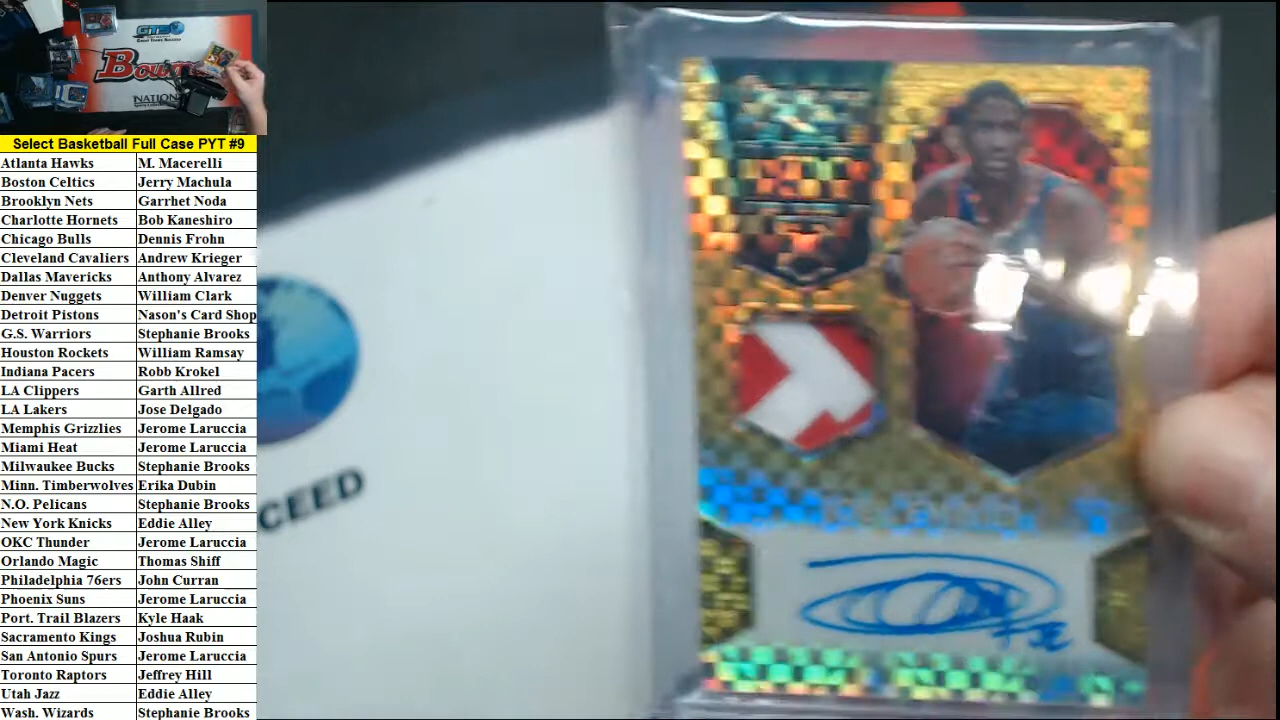 GTS
Bowm
NATION
Select Basketball Full Case PYT #9
Atlanta Hawks M. Macerelli
Boston Celtics Jerry Machula
Brooklyn Nets Garrhet Noda
Charlotte Hornets Bob Kaneshiro
Chicago Bulls Dennis Frohn
Cleveland Cavaliers Andrew Krieger
Dallas Mavericks Anthony Alvarez
Denver Nuggets William Clark
Detroit Pistons Nason's Card Shop
G.S. Warriors Stephanie Brooks
Houston Rockets William Ramsay
Indiana Pacers Robb Krokel
LA Clippers Garth Allred
LA Lakers Jose Delgado
Memphis Grizzlies Jerome Laruccia
Miami Heat Jerome Laruccia
Milwaukee Bucks Stephanie Brooks
Minn. Timberwolves Erika Dubin
N.O. Pelicans Stephanie Brooks
New York Knicks Eddie Alley
OKC Thunder Jerome Laruccia
Orlando Magic Thomas Shiff
Philadelphia 76ers John Curran
Phoenix Suns Jerome Laruccia
Port. Trail Blazers Kyle Haak
Sacramento Kings Joshua Rubin
San Antonio Spurs Jerome Laruccia
Toronto Raptors Jeffrey Hill
Utah Jazz Eddie Alley
Wash. Wizards Stephanie Brooks
CEED